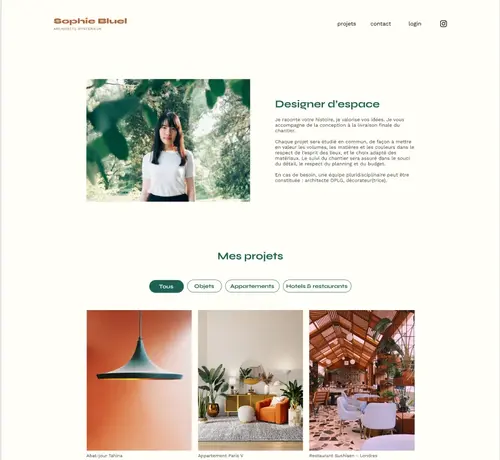 Sophie Bluel
ARCHITECTE D'INTÉRIEUR
projets
contact
login
Designer d'espace
Je raconte votre histoire, je valorise vos idées. Je vous
accompagne de la conception à la livraison finale du
chantier.
Chaque projet sera étudié en commun, de façon à mettre
en valeur les volumes, les matières et les couleurs dans le
respect de l'esprit des lieux, et le choix adapté des
matériaux. Le suivi du chantier sera assuré dans le souci
du détail, le respect du planning et du budget.
En cas de besoin, une équipe pluridisciplinaire peut être
constituée : architecte DPLG, décorateur(trice).
Mes projets
Tous
Objets
Appartements
Hotels & restaurants
Abat-jour Tahina
Appartement Paris V
Restaurant Sushisen - Londres